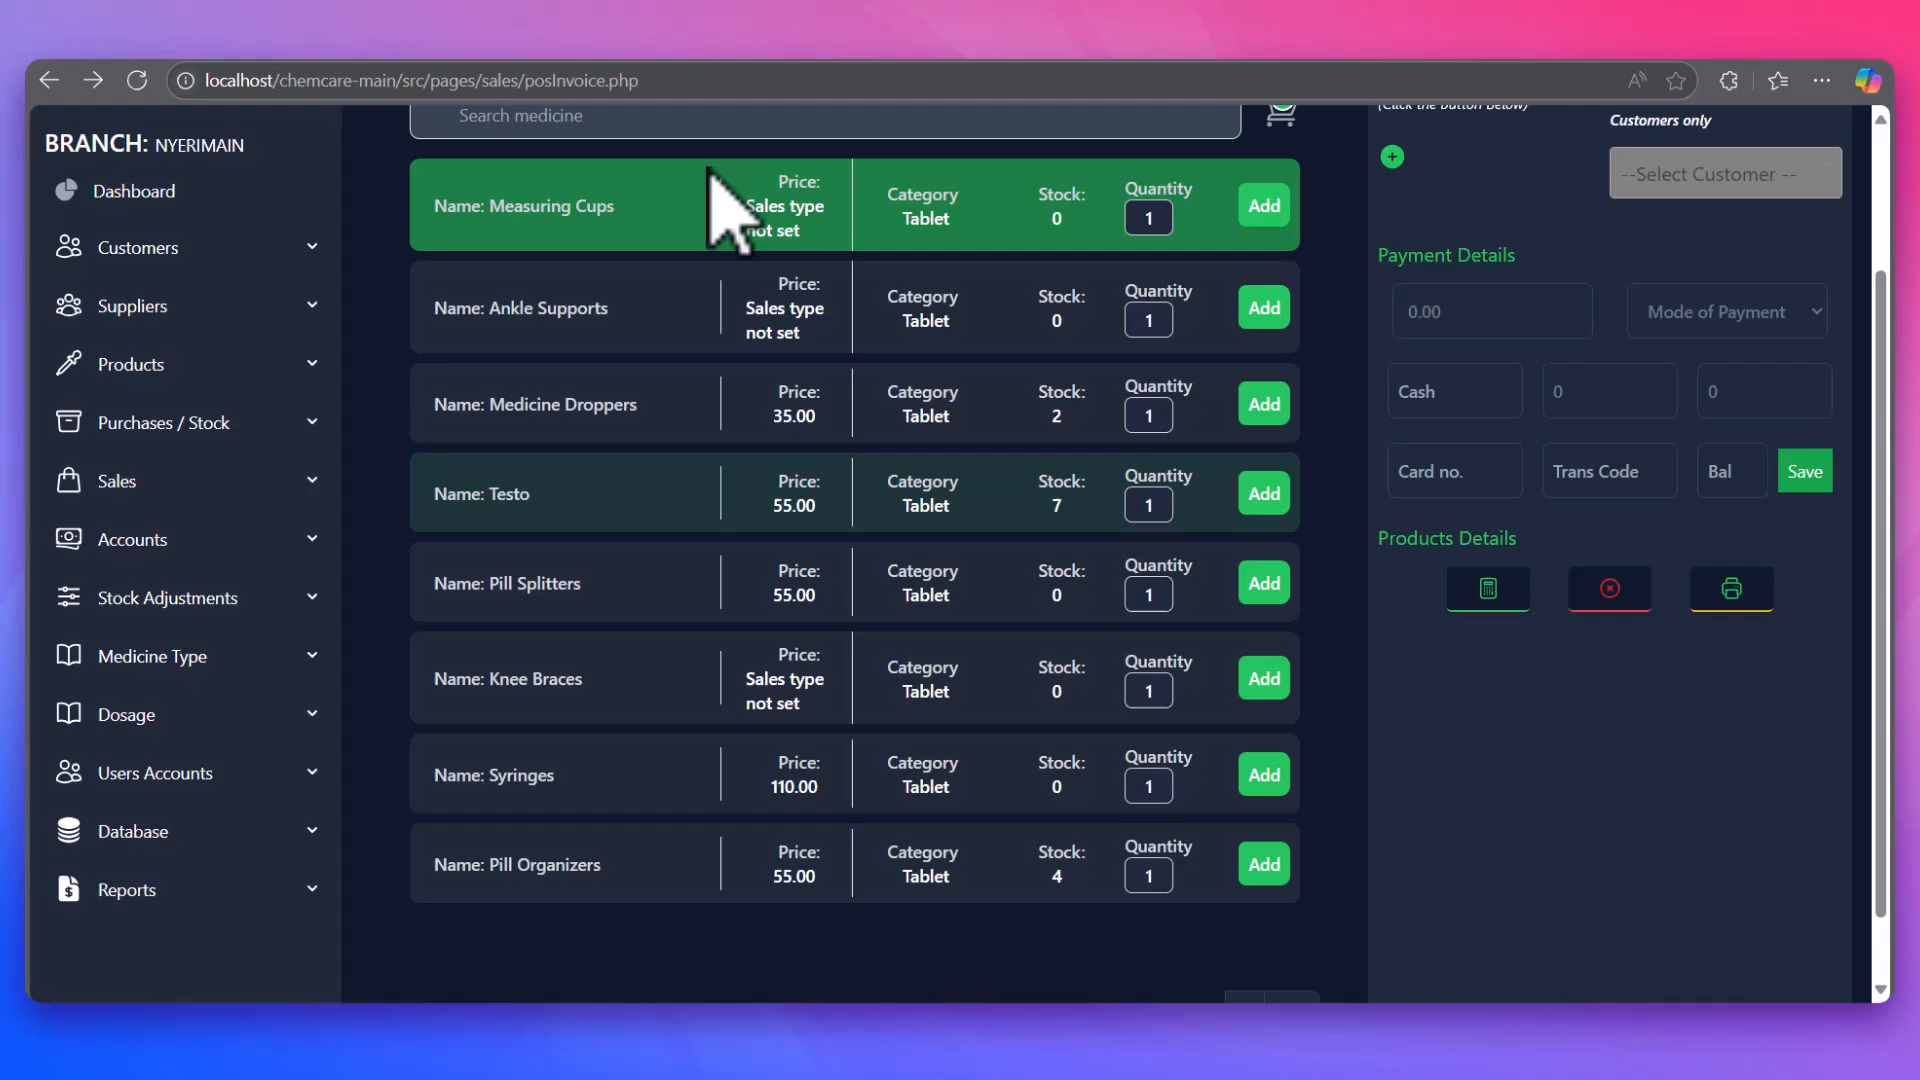 localhost/chemcare-main/src/pages/sales/posInvoice.php
BRANCH: NYERIMAIN
Dashboard
Customers
Suppliers
Products
Purchases / Stock
Sales
Accounts
Stock Adjustments
Medicine Type
Dosage
Users Accounts
Database
Reports
Search medicine
Name: Measuring Cups
Price:
Sales type
not set
Category
Tablet
Stock:
0
Quantity
1
Add
Name: Ankle Supports
Price:
Sales type
not set
Category
Tablet
Stock:
0
Quantity
1
Add
Name: Medicine Droppers
Price:
35.00
Category
Tablet
Stock:
2
Quantity
1
Add
Name: Testo
Price:
55.00
Category
Tablet
Stock:
7
Quantity
1
Add
Name: Pill Splitters
Price:
55.00
Category
Tablet
Stock:
0
Quantity
1
Add
Name: Knee Braces
Price:
Sales type
not set
Category
Tablet
Stock:
0
Quantity
1
Add
Name: Syringes
Price:
110.00
Category
Tablet
Stock:
0
Quantity
1
Add
Name: Pill Organizers
Price:
55.00
Category
Tablet
Stock:
4
Quantity
1
Add
(Click the button below)
Customers only
--Select Customer --
Payment Details
0.00
Mode of Payment
Cash
0
0
Card no.
Trans Code
Bal
Save
Products Details